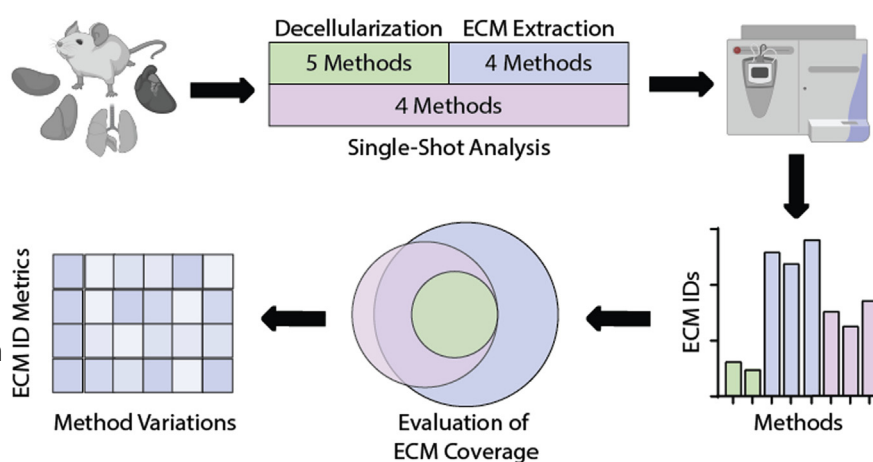 Decellularization ECM Extraction
5 Methods 4 Methods
4 Methods
Single-Shot Analysis
ECM ID Metrics
Method Variations
Evaluation of
ECM Coverage
ECM IDs
Methods